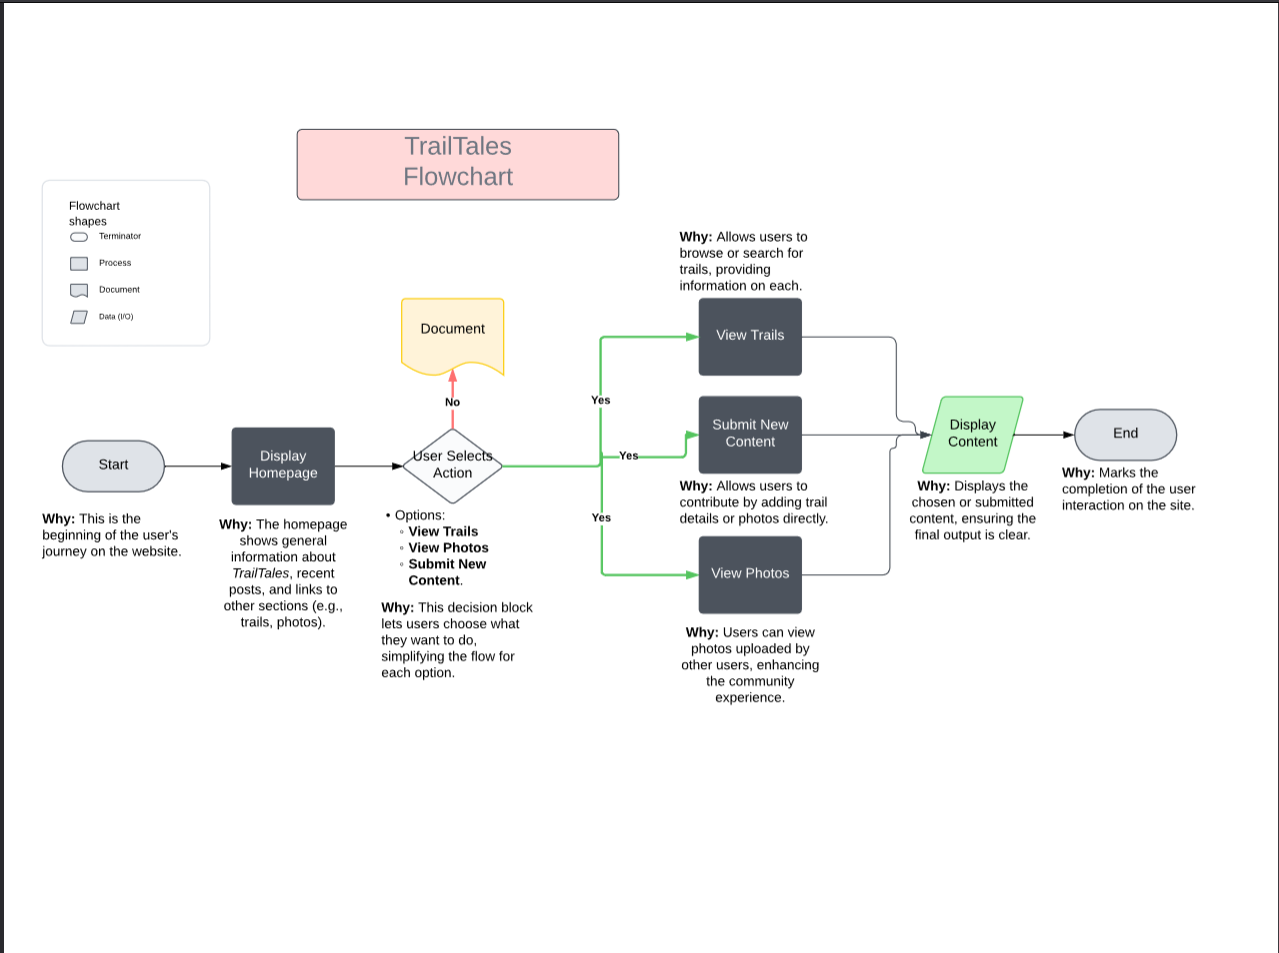 TrailTales
Flowchart
Flowchart
shapes
Terminator
Process
Document
Data (I/O)
Document
No
Start
Why: This is the
beginning of the user's
journey on the website.
Display
Homepage
Why: The homepage
shows general
information about
TrailTales, recent
posts, and links to
other sections (e.g.,
trails, photos).
User Selects
Action
• Options:
◦ View Trails
◦ View Photos
◦ Submit New
Content.
Why: This decision block
lets users choose what
they want to do,
simplifying the flow for
each option.
Yes
Yes
Yes
Why: Allows users to
browse or search for
trails, providing
information on each.
View Trails
Submit New
Content
Why: Allows users to
contribute by adding trail
details or photos directly.
View Photos
Why: Users can view
photos uploaded by
other users, enhancing
the community
experience.
Display
Content
Why: Displays the
chosen or submitted
content, ensuring the
final output is clear.
End
Why: Marks the
completion of the user
interaction on the site.